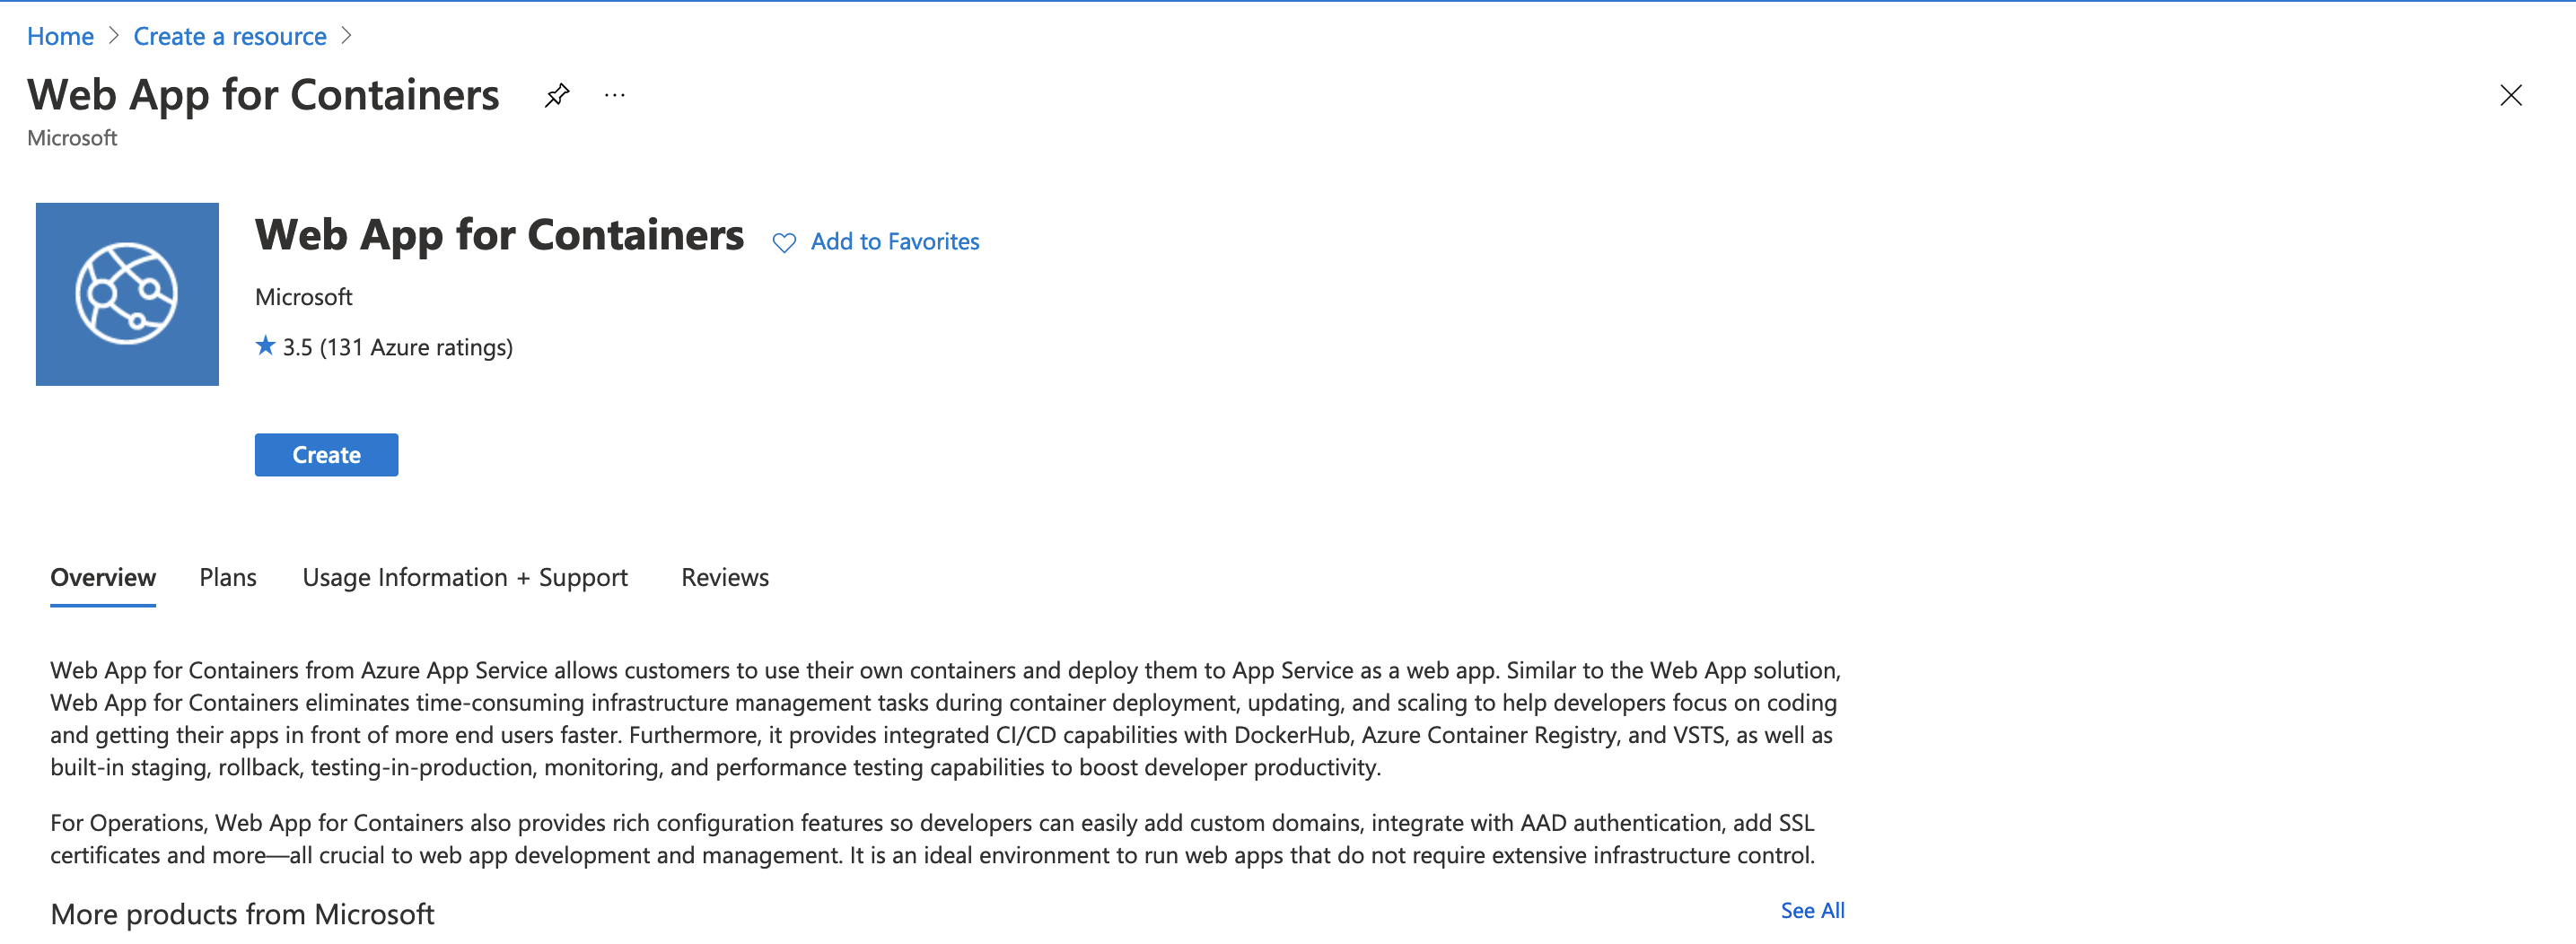 Home > Create a resource >
Web App for Containers ...
Microsoft
Web App for Containers Add to Favorites
Microsoft
★ 3.5 (131 Azure ratings)
Create
Overview Plans Usage Information + Support Reviews
Web App for Containers from Azure App Service allows customers to use their own containers and deploy them to App Service as a web app. Similar to the Web App solution,
Web App for Containers eliminates time-consuming infrastructure management tasks during container deployment, updating, and scaling to help developers focus on coding
and getting their apps in front of more end users faster. Furthermore, it provides integrated CI/CD capabilities with DockerHub, Azure Container Registry, and VSTS, as well as
built-in staging, rollback, testing-in-production, monitoring, and performance testing capabilities to boost developer productivity.
For Operations, Web App for Containers also provides rich configuration features so developers can easily add custom domains, integrate with AAD authentication, add SSL
certificates and more—all crucial to web app development and management. It is an ideal environment to run web apps that do not require extensive infrastructure control.
More products from Microsoft See All